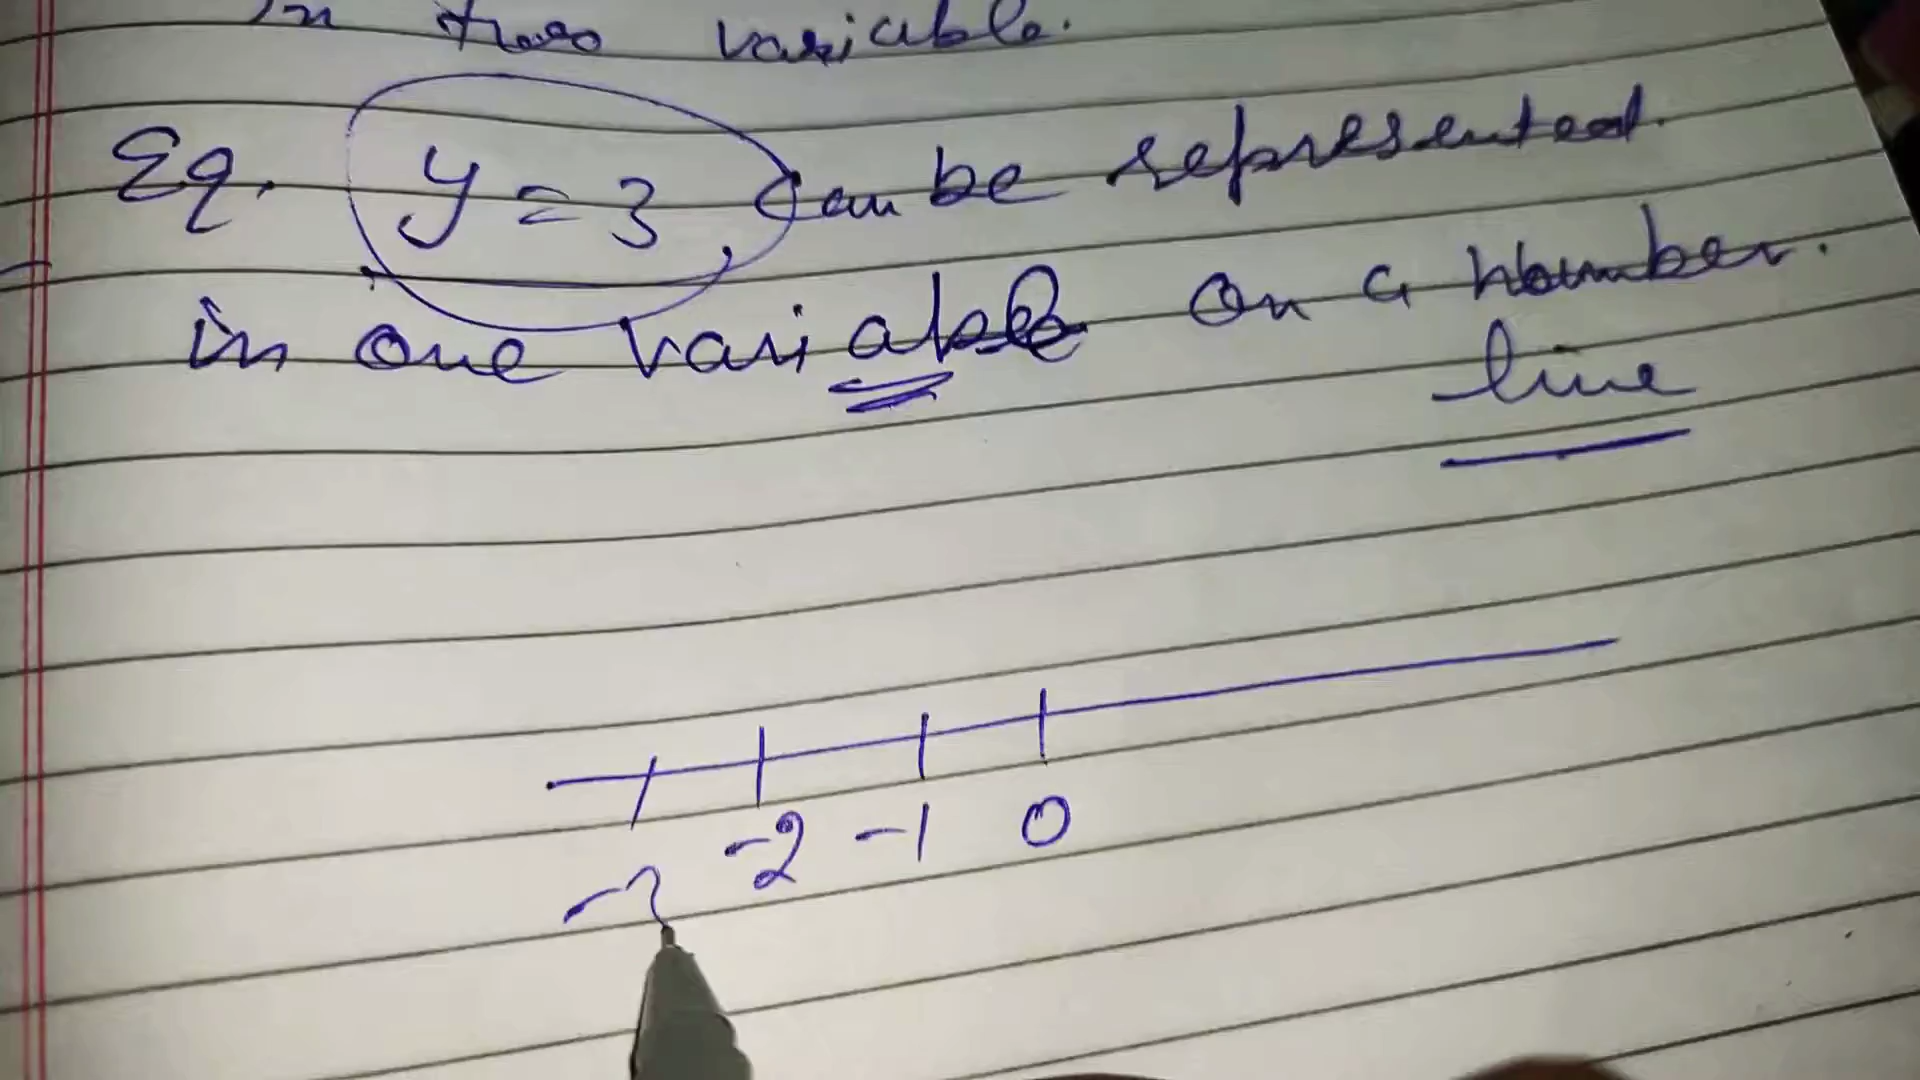 in two variable.
Eq. y = 3, can be represented
in one variable on a number
line
-3 -2 -1 0